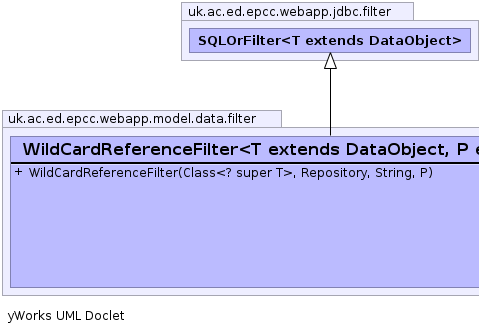 uk.ac.ed.epcc.webapp.jdbc.filter
SQLOrFilter<T extends DataObject>
uk.ac.ed.epcc.webapp.model.data.filter
WildCardReferenceFilter<T extends DataObject, P e
+ WildCardReferenceFilter(Class<? super T>, Repository, String, P)
yWorks UML Doclet